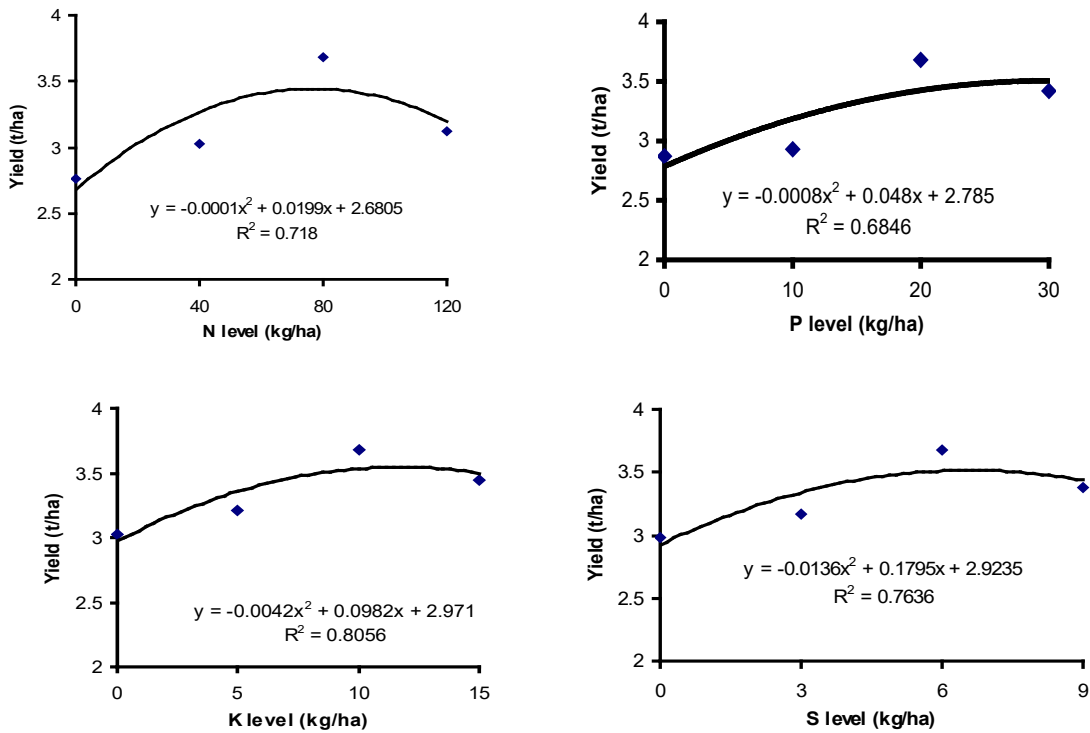 4
3.5
3
2.5
2
Yield (t/ha)
y = -0.0001x² + 0.0199x + 2.6805
R² = 0.718
0 40 80 120
N level (kg/ha)
4
3.5
3
2.5
2
Yield (t/ha)
y = -0.0008x² + 0.048x + 2.785
R² = 0.6846
0 10 20 30
P level (kg/ha)
4
3.5
3
2.5
2
Yield (t/ha)
y = -0.0042x² + 0.0982x + 2.971
R² = 0.8056
0 5 10 15
K level (kg/ha)
4
3.5
3
2.5
2
Yield (t/ha)
y = -0.0136x² + 0.1795x + 2.9235
R² = 0.7636
0 3 6 9
S level (kg/ha)